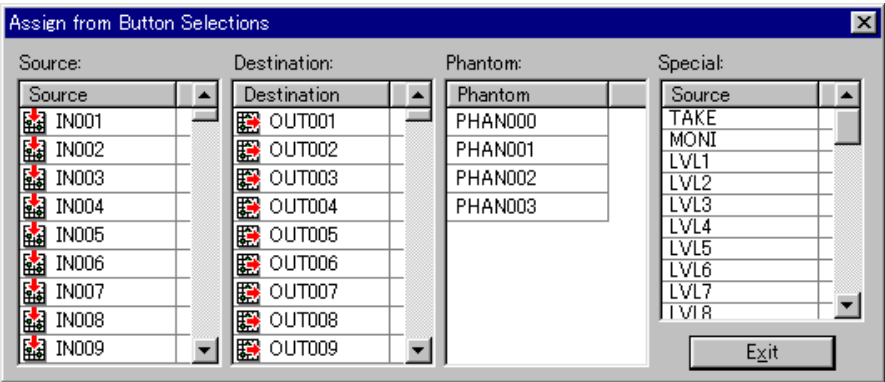 Assign from Button Selections
Source:
Source
IN001
IN002
IN003
IN004
IN005
IN006
IN007
IN008
IN009
Destination:
Destination
OUT001
OUT002
OUT003
OUT004
OUT005
OUT006
OUT007
OUT008
OUT009
Phantom:
Phantom
PHAN000
PHAN001
PHAN002
PHAN003
Special:
Source
TAKE
MONI
LVL1
LVL2
LVL3
LVL4
LVL5
LVL6
LVL7
LVL8
Exit